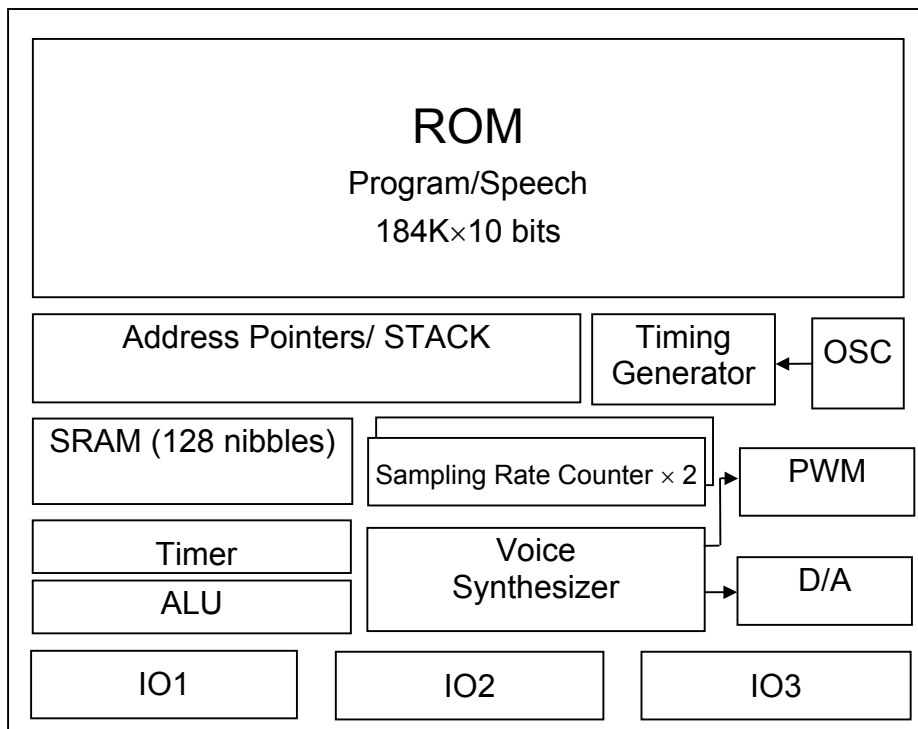 ROM
Program/Speech
184K×10 bits
Address Pointers/ STACK
Timing
Generator
OSC
SRAM (128 nibbles)
Sampling Rate Counter × 2
PWM
Timer
Voice
Synthesizer
D/A
ALU
IO1
IO2
IO3